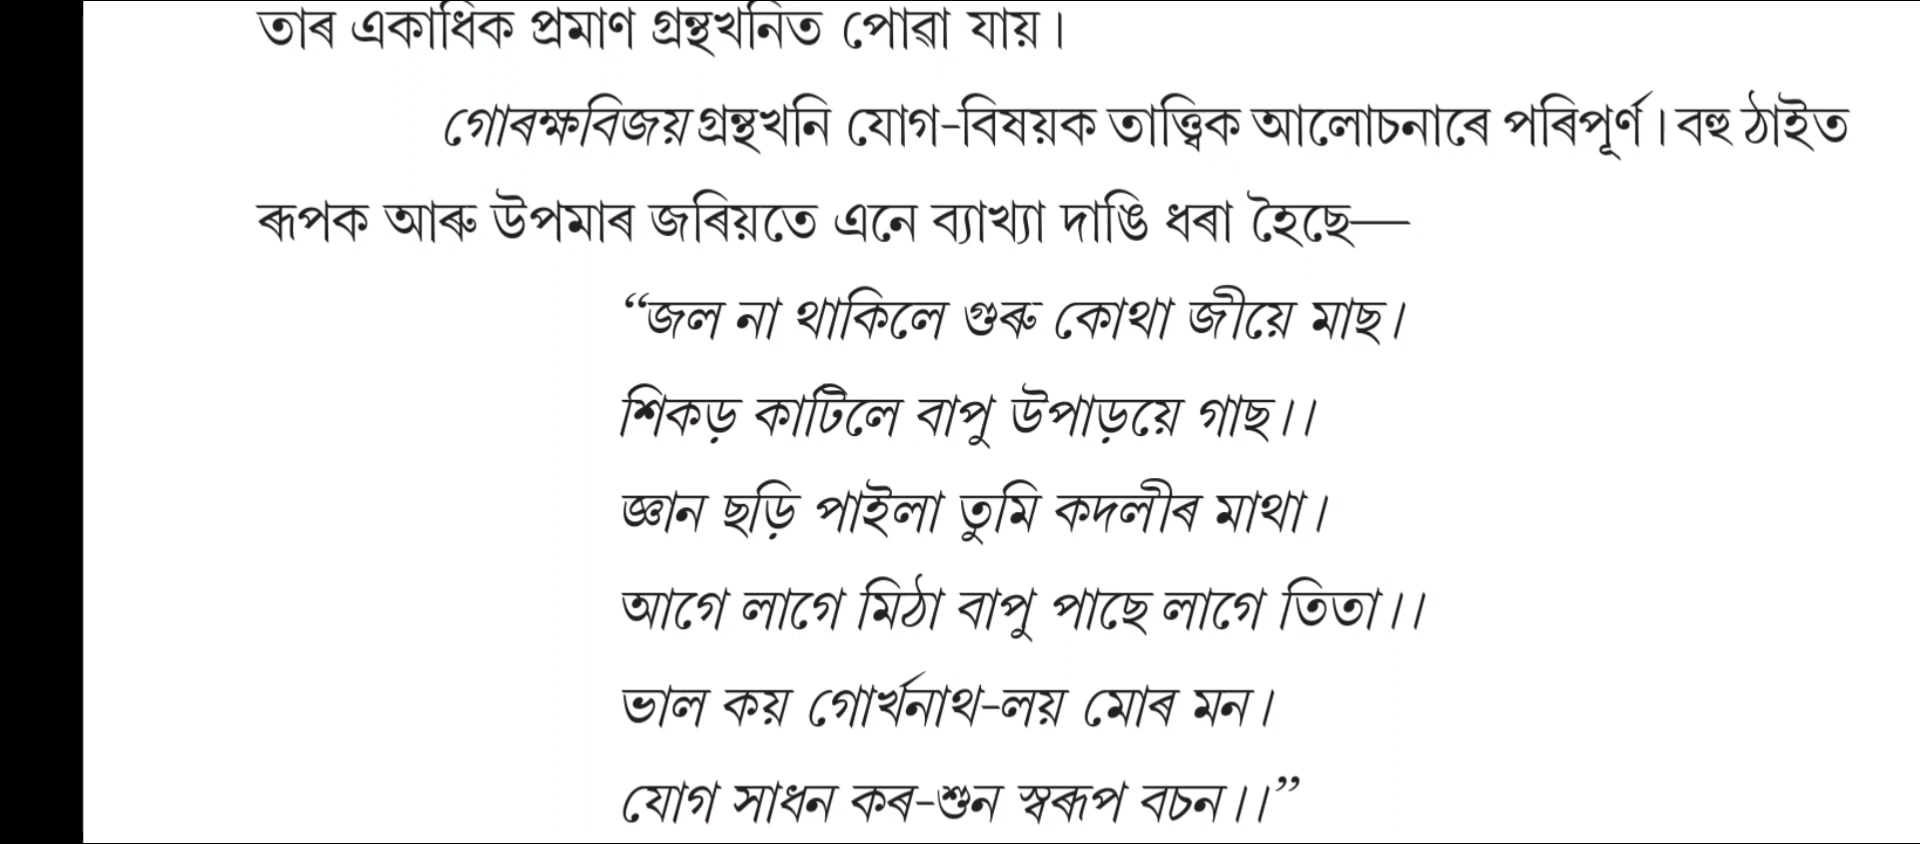 তাৰ একাধিক প্ৰমাণ গ্ৰন্থখনিত পোৱা যায়।
গোৰক্ষবিজয় গ্ৰন্থখনি যোগ-বিষয়ক তাত্ত্বিক আলোচনাৰে পৰিপূৰ্ণ। বহু ঠাইত
ৰূপক আৰু উপমাৰ জৰিয়তে এনে ব্যাখ্যা দাঙি ধৰা হৈছে—
“জল না থাকিলে গুৰু কোথা জীয়ে মাছ।
শিকড় কাটিলে বাপু উপাড়য়ে গাছ।।
জ্ঞান ছড়ি পাইলা তুমি কদলীৰ মাথা।
আগে লাগে মিঠা বাপু পাছে লাগে তিতা।।
ভাল কয় গোৰ্খনাথ-লয় মোৰ মন।
যোগ সাধন কৰ-শুন স্বৰূপ বচন।।”